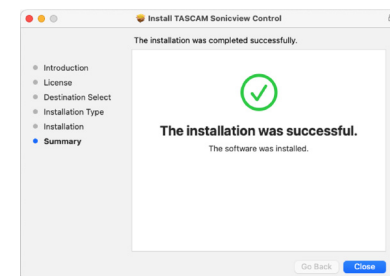 Install TASCAM Sonicview Control
The installation was completed successfully.
Introduction
License
Destination Select
Installation Type
Installation
Summary
The installation was successful.
The software was installed.
Go Back
Close